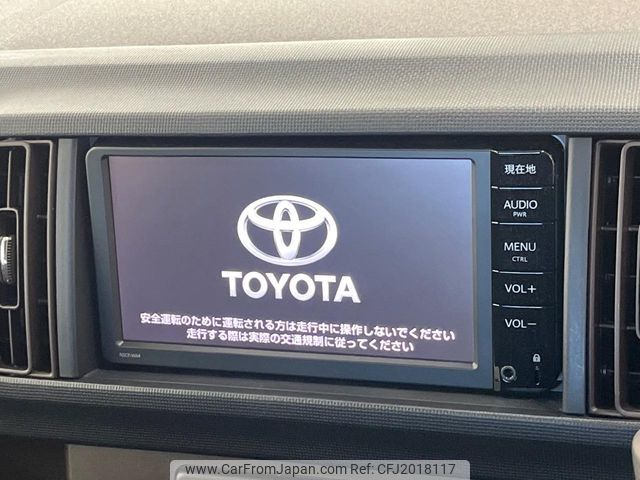 現在地
AUDIO
PWR
MENU
CTRL
VOL+
VOL−
TOYOTA
安全運転のために運転される方は走行中に操作しないでください
走行する際は実際の交通規制に従ってください
NSCP-W64
www.CarFromJapan.com Ref:CFJ2018117